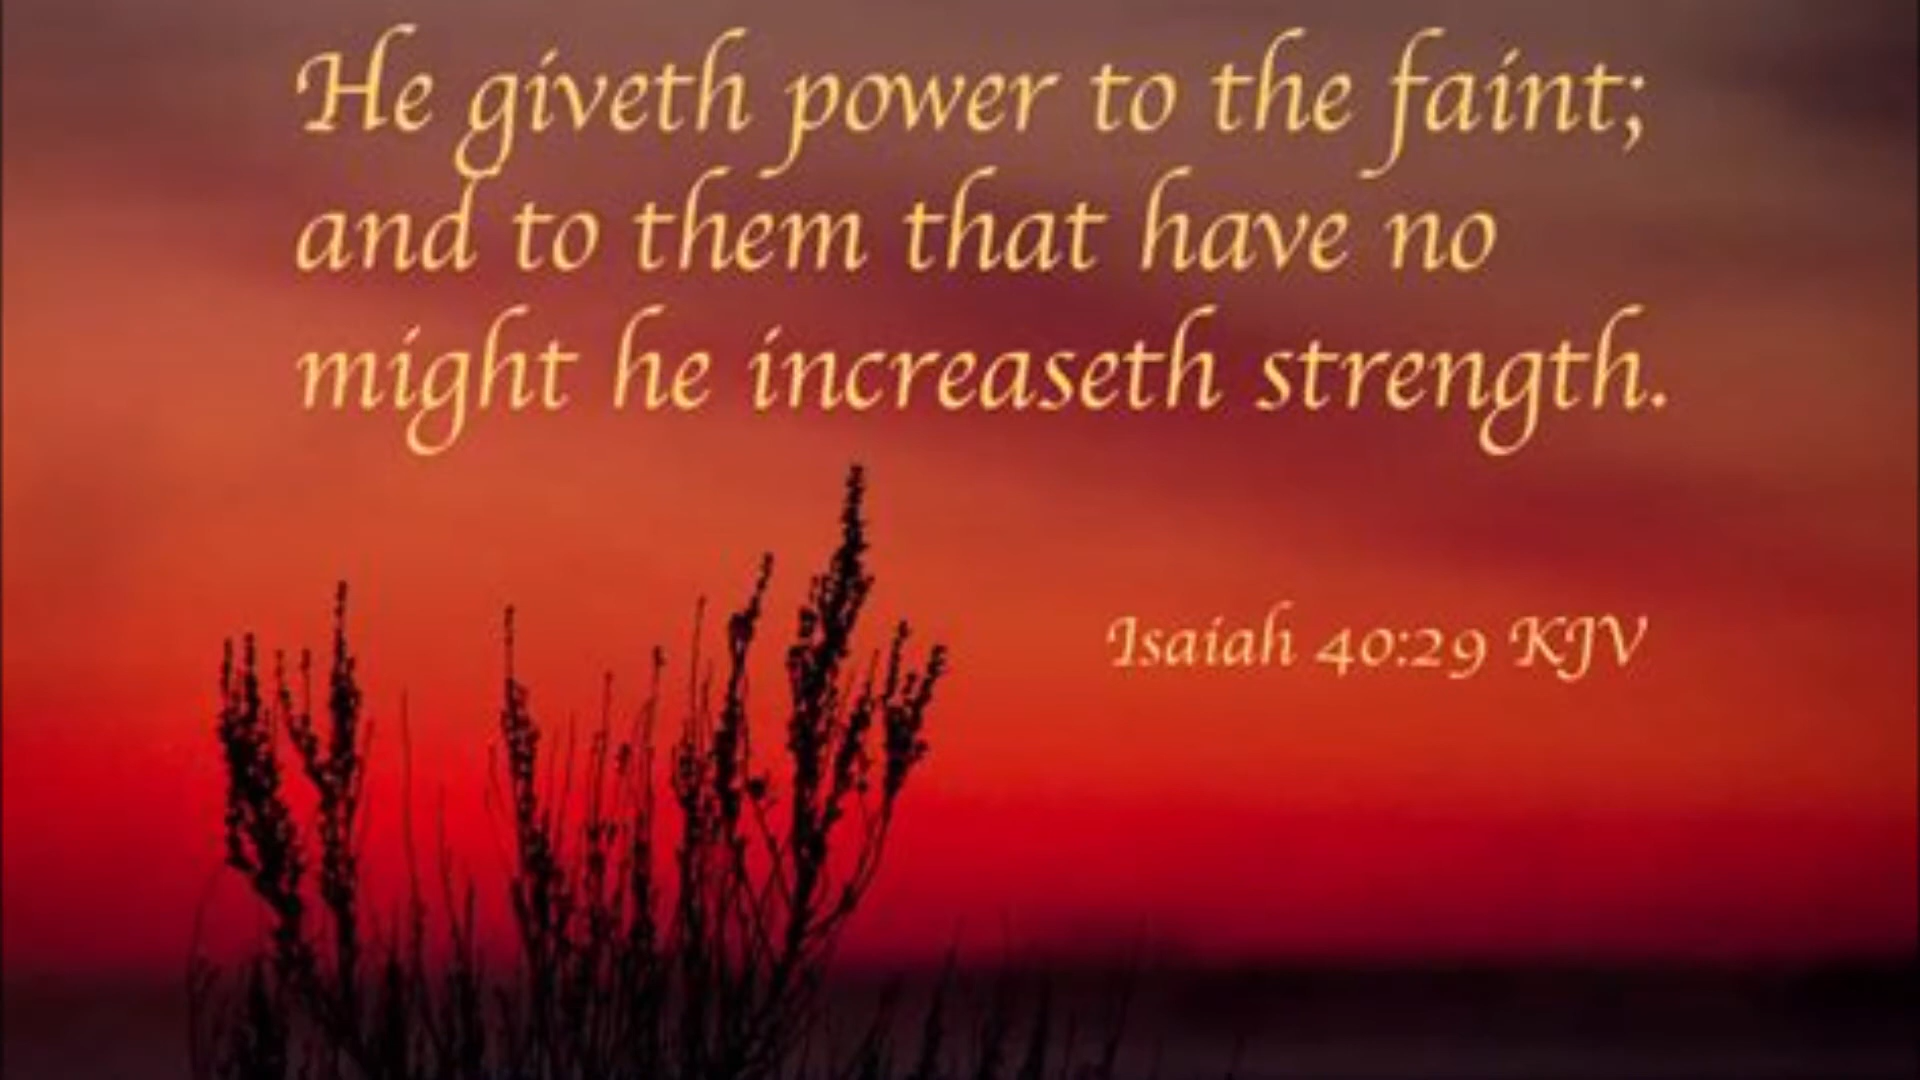 He giveth power to the faint;
and to them that have no
might he increaseth strength.
Isaiah 40:29 KJV